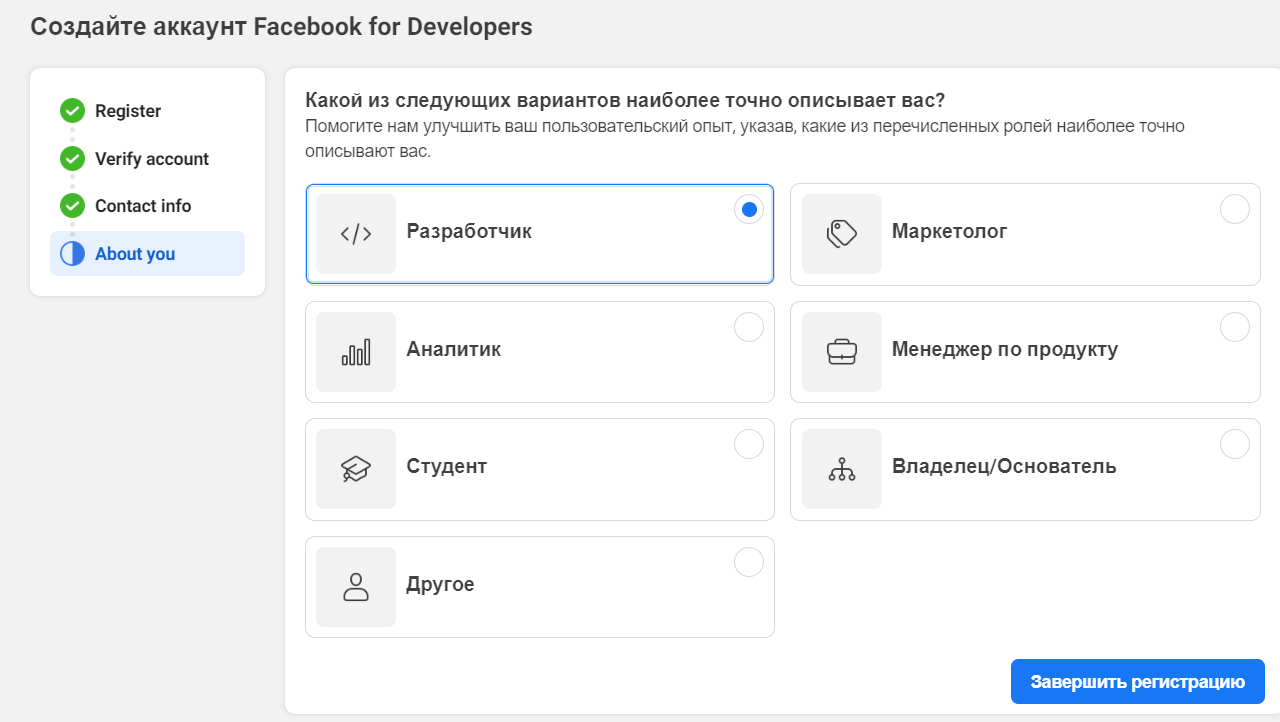 Создайте аккаунт Facebook for Developers
Register
Verify account
Contact info
About you
Какой из следующих вариантов наиболее точно описывает вас?
Помогите нам улучшить ваш пользовательский опыт, указав, какие из перечисленных ролей наиболее точно
описывают вас.
Разработчик
Маркетолог
Аналитик
Менеджер по продукту
Студент
Владелец/Основатель
Другое
Завершить регистрацию